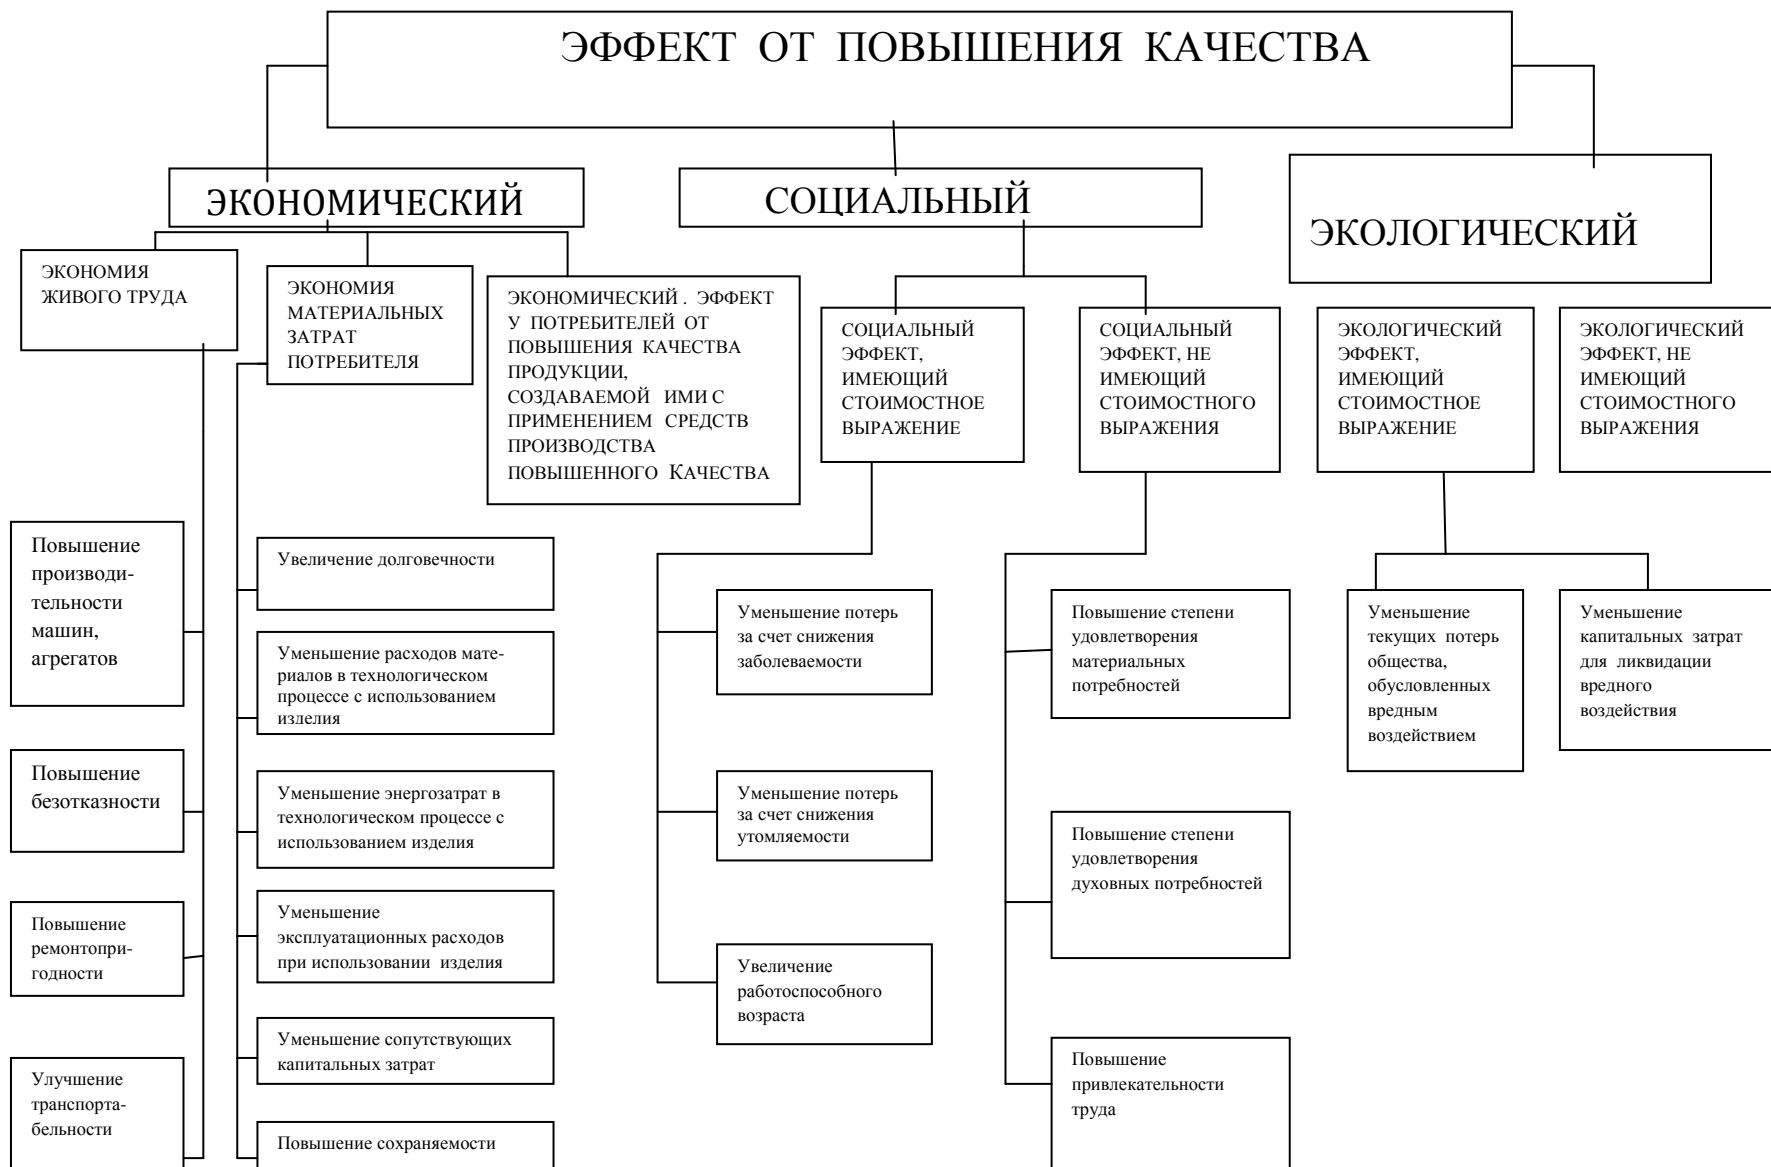 ЭФФЕКТ ОТ ПОВЫШЕНИЯ КАЧЕСТВА
ЭКОНОМИЧЕСКИЙ
СОЦИАЛЬНЫЙ
ЭКОЛОГИЧЕСКИЙ
ЭКОНОМИЯ
ЖИВОГО ТРУДА
ЭКОНОМИЯ
МАТЕРИАЛЬНЫХ
ЗАТРАТ
ПОТРЕБИТЕЛЯ
ЭКОНОМИЧЕСКИЙ . ЭФФЕКТ
У ПОТРЕБИТЕЛЕЙ ОТ
ПОВЫШЕНИЯ КАЧЕСТВА
ПРОДУКЦИИ,
СОЗДАВАЕМОЙ ИМИ С
ПРИМЕНЕНИЕМ СРЕДСТВ
ПРОИЗВОДСТВА
ПОВЫШЕННОГО КАЧЕСТВА
СОЦИАЛЬНЫЙ
ЭФФЕКТ,
ИМЕЮЩИЙ
СТОИМОСТНОЕ
ВЫРАЖЕНИЕ
СОЦИАЛЬНЫЙ
ЭФФЕКТ, НЕ
ИМЕЮЩИЙ
СТОИМОСТНОГО
ВЫРАЖЕНИЯ
ЭКОЛОГИЧЕСКИЙ
ЭФФЕКТ,
ИМЕЮЩИЙ
СТОИМОСТНОЕ
ВЫРАЖЕНИЕ
ЭКОЛОГИЧЕСКИЙ
ЭФФЕКТ, НЕ
ИМЕЮЩИЙ
СТОИМОСТНОГО
ВЫРАЖЕНИЯ
Повышение
производи-
тельности
машин,
агрегатов
Повышение
безотказности
Повышение
ремонтопри-
годности
Улучшение
транспорта-
бельности
Увеличение долговечности
Уменьшение расходов мате-
риалов в технологическом
процессе с использованием
изделия
Уменьшение энергозатрат в
технологическом процессе с
использованием изделия
Уменьшение
эксплуатационных расходов
при использовании изделия
Уменьшение сопутствующих
капитальных затрат
Повышение сохраняемости
Уменьшение потерь
за счет снижения
заболеваемости
Уменьшение потерь
за счет снижения
утомляемости
Увеличение
работоспособного
возраста
Повышение степени
удовлетворения
материальных
потребностей
Повышение степени
удовлетворения
духовных потребностей
Повышение
привлекательности
труда
Уменьшение
текущих потерь
общества,
обусловленных
вредным
воздействием
Уменьшение
капитальных затрат
для ликвидации
вредного
воздействия